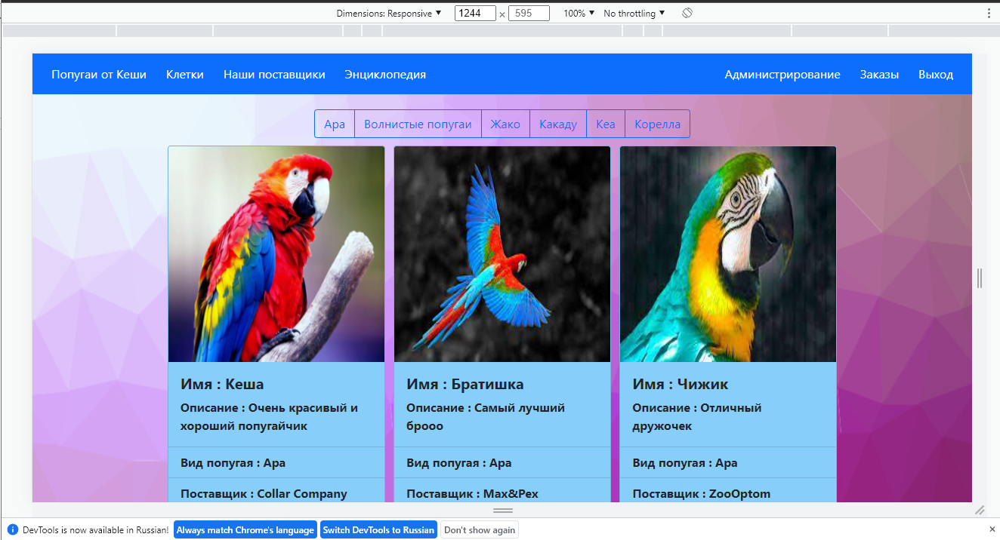 Dimensions: Responsive ▼ 1244 × 595 100% ▼ No throttling ▼
Попугаи от Кеши Клетки Наши поставщики Энциклопедия Администрирование Заказы Выход
Ара Волнистые попугаи Жако Какаду Кеа Корелла
Имя : Кеша
Описание : Очень красивый и
хороший попугайчик
Вид попугая : Ара
Поставщик : Collar Company
Имя : Братишка
Описание : Самый лучший
брооо
Вид попугая : Ара
Поставщик : Max&Pex
Имя : Чижик
Описание : Отличный
дружочек
Вид попугая : Ара
Поставщик : ZooOptom
DevTools is now available in Russian! Always match Chrome's language Switch DevTools to Russian Don't show again